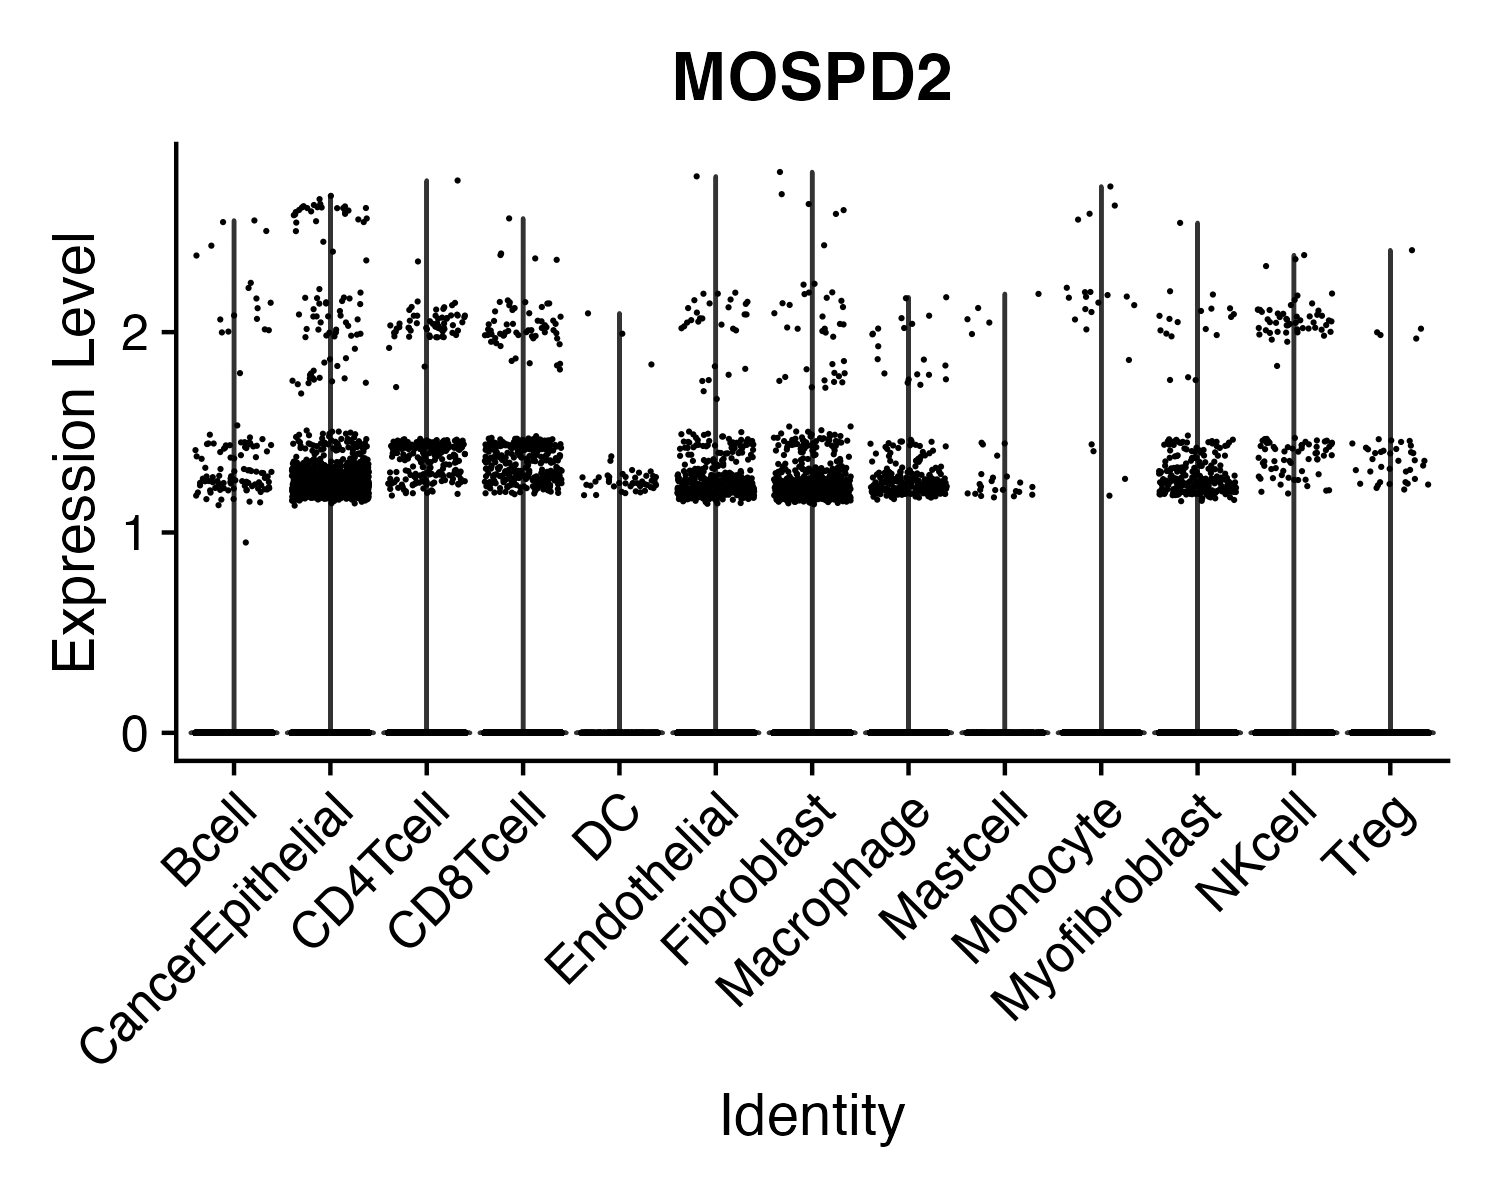 MOSPD2
Expression Level
2
1
0
Bcell
CancerEpithelial
CD4Tcell
CD8Tcell
DC
Endothelial
Fibroblast
Macrophage
Mastcell
Monocyte
Myofibroblast
NKcell
Treg
Identity